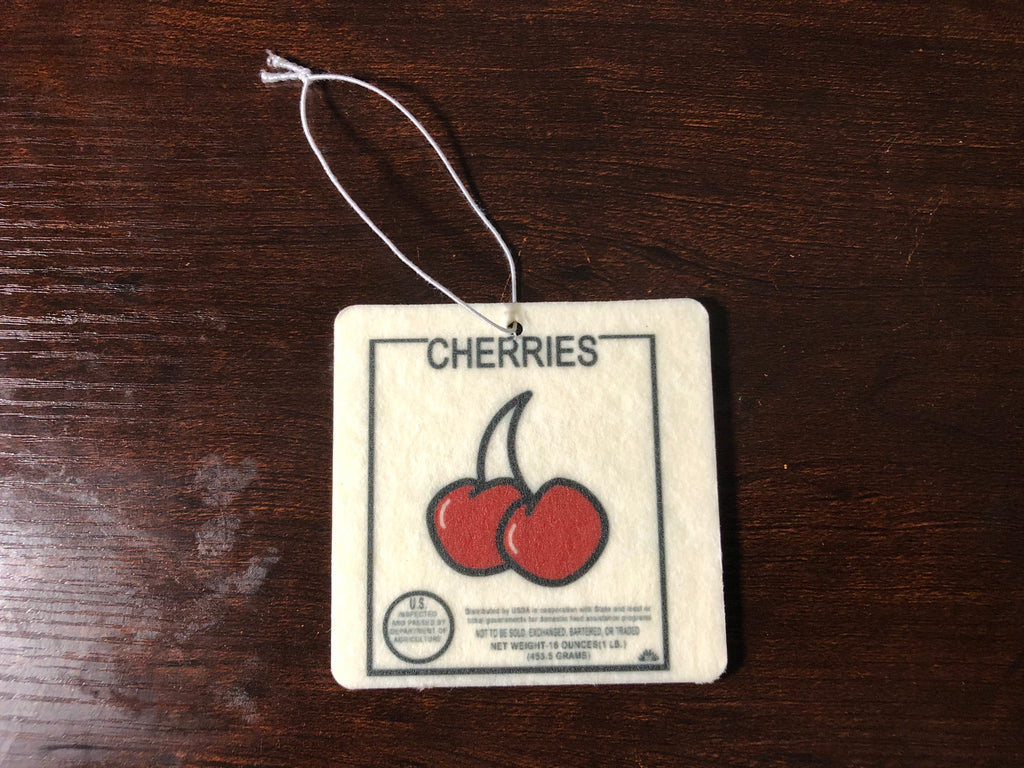 CHERRIES
U.S.
INSPECTED
AND PASSED BY
DEPARTMENT OF
AGRICULTURE
Distributed by USDA in cooperation with State and local or
tribal governments for domestic food assistance programs
NOT TO BE SOLD, EXCHANGED, BARTERED, OR TRADED
NET WEIGHT-16 OUNCES(1 LB.)
(453.5 GRAMS)